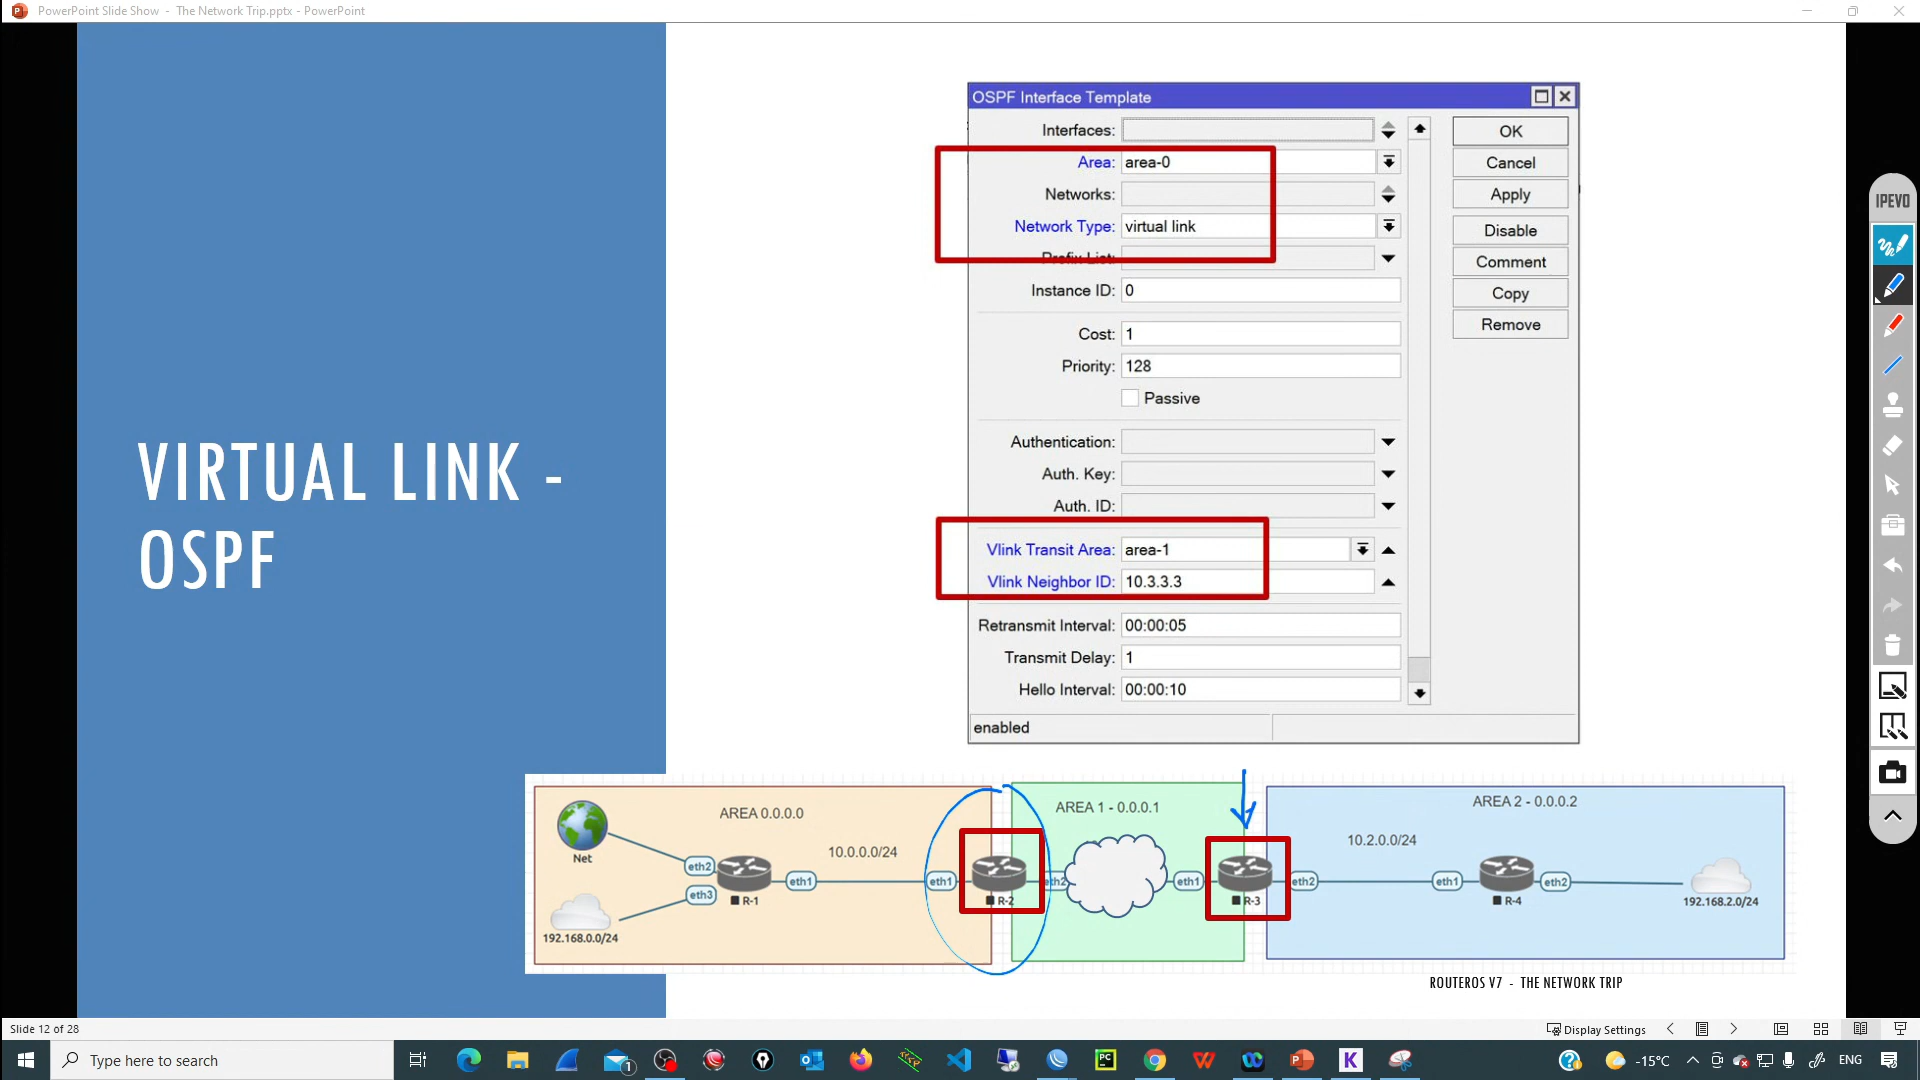 PowerPoint Slide Show - The Network Trip.pptx - PowerPoint
VIRTUAL LINK -
OSPF
OSPF Interface Template
Interfaces:
Area: area-0
Networks:
Network Type: virtual link
Prefix List:
Instance ID: 0
Cost: 1
Priority: 128
Passive
Authentication:
Auth. Key:
Auth. ID:
Vlink Transit Area: area-1
Vlink Neighbor ID: 10.3.3.3
Retransmit Interval: 00:00:05
Transmit Delay: 1
Hello Interval: 00:00:10
enabled
OK
Cancel
Apply
Disable
Comment
Copy
Remove
IPEVO
AREA 0.0.0.0
Net
eth2
eth3
192.168.0.0/24
R-1
eth1
10.0.0.0/24
eth1
R-2
AREA 1 - 0.0.0.1
eth2
eth1
R-3
AREA 2 - 0.0.0.2
eth2
10.2.0.0/24
eth1
R-4
eth2
192.168.2.0/24
ROUTEROS V7 - THE NETWORK TRIP
Slide 12 of 28
Display Settings
Type here to search
1
PC
K
-15°C
ENG